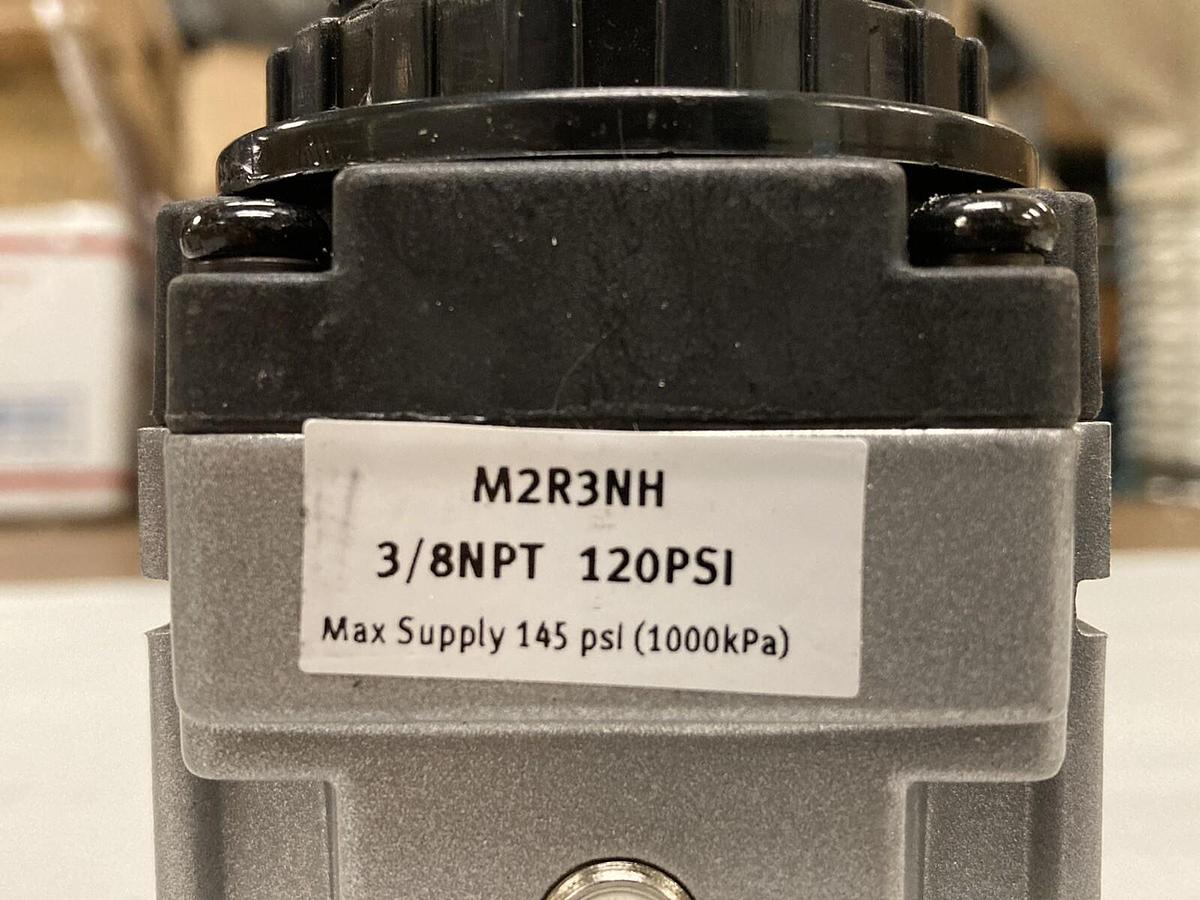 M2R3NH
3/8NPT 120PSI
Max Supply 145 psi (1000kPa)